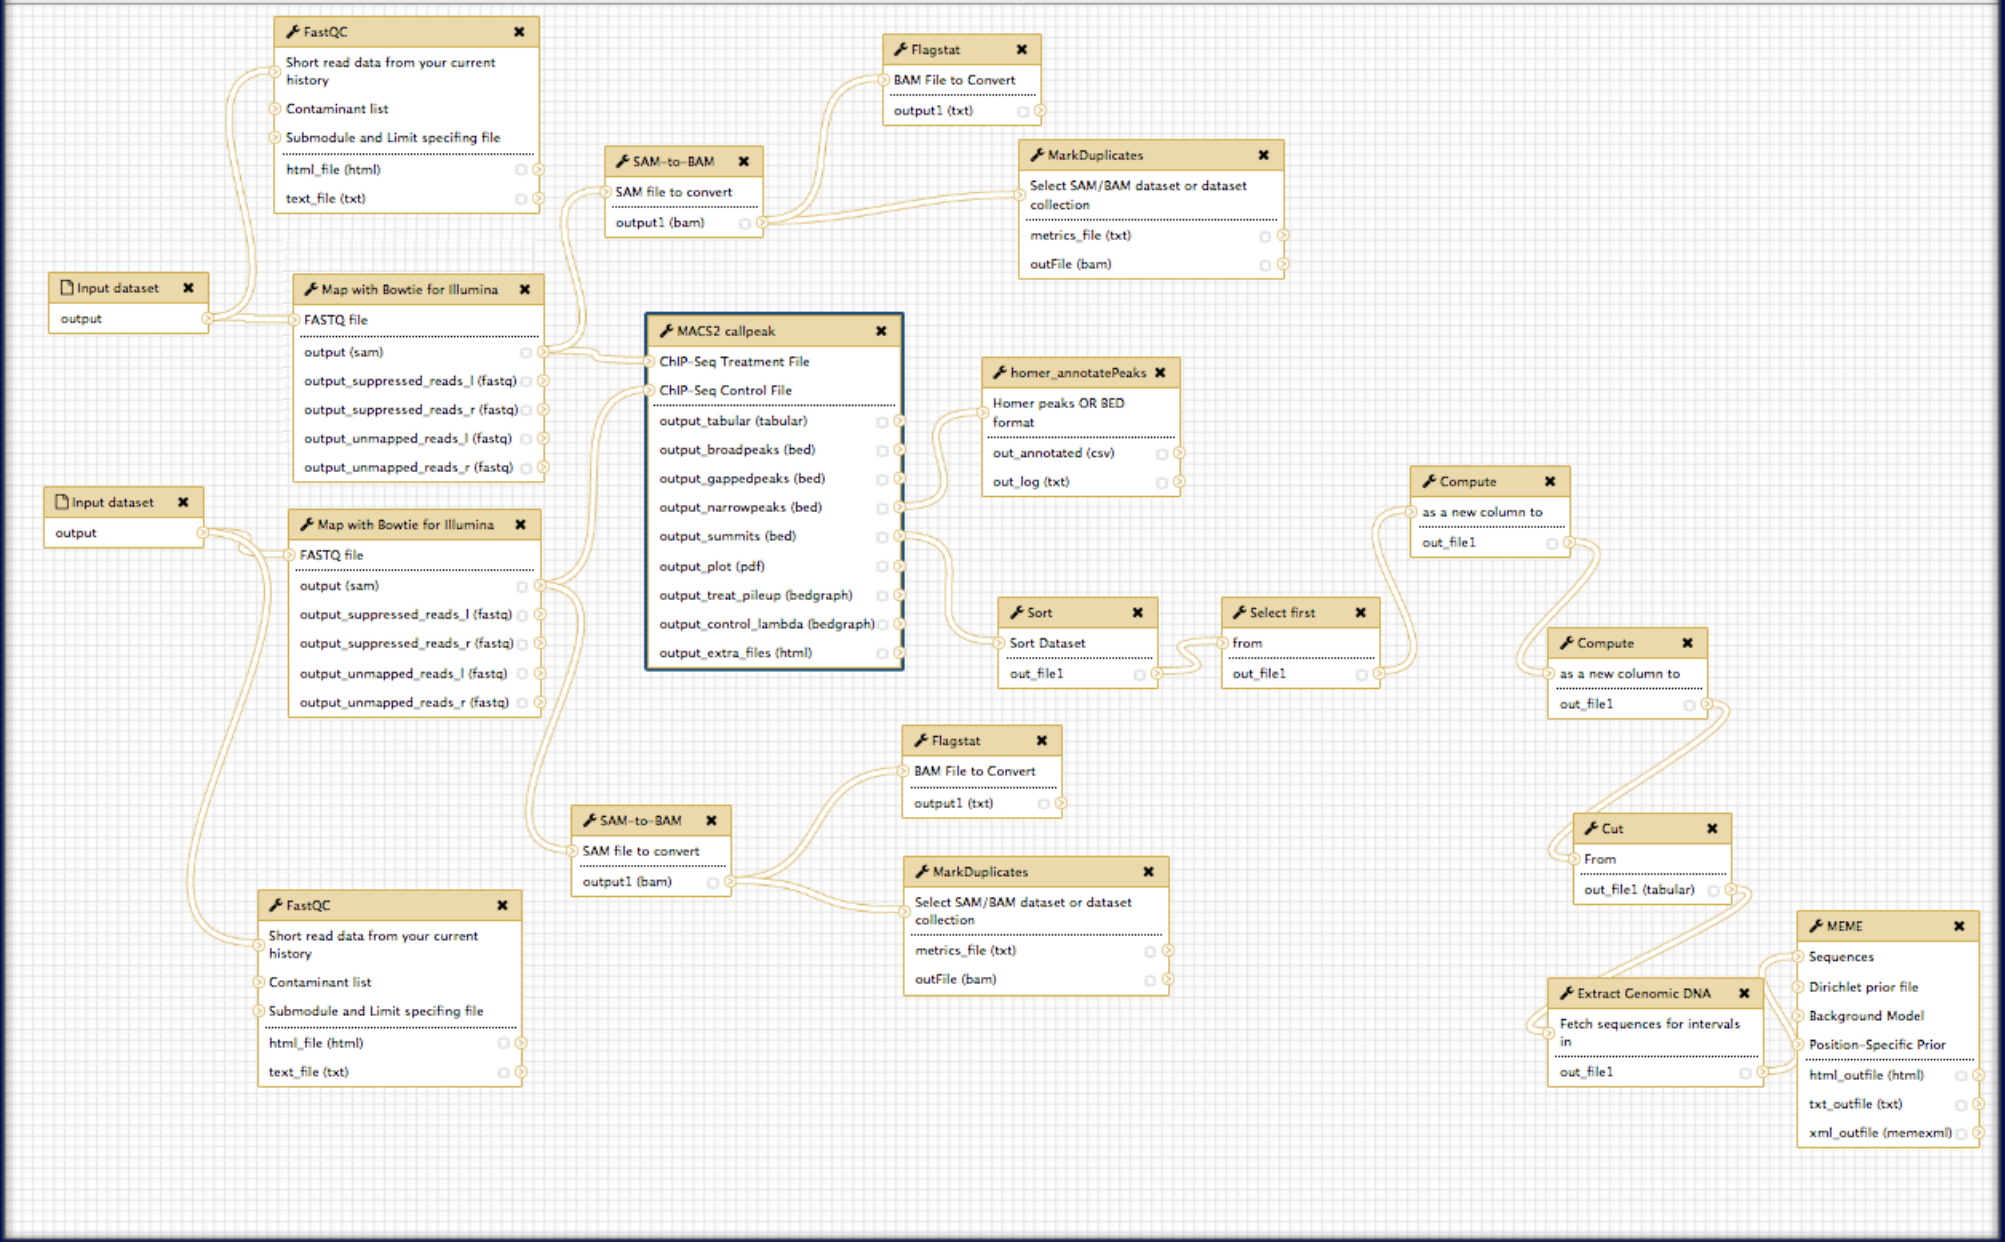 FastQC
Short read data from your current
history
Contaminant list
Submodule and Limit specifing file
html_file (html)
text_file (txt)
Flagstat
BAM File to Convert
output1 (txt)
SAM-to-BAM
SAM file to convert
output1 (bam)
MarkDuplicates
Select SAM/BAM dataset or dataset
collection
metrics_file (txt)
outFile (bam)
Input dataset
output
Map with Bowtie for Illumina
FASTQ file
output (sam)
output_suppressed_reads_l (fastq)
output_suppressed_reads_r (fastq)
output_unmapped_reads_l (fastq)
output_unmapped_reads_r (fastq)
MACS2 callpeak
ChIP-Seq Treatment File
ChIP-Seq Control File
output_tabular (tabular)
output_broadpeaks (bed)
output_gappedpeaks (bed)
output_narrowpeaks (bed)
output_summits (bed)
output_plot (pdf)
output_treat_pileup (bedgraph)
output_control_lambda (bedgraph)
output_extra_files (html)
homer_annotatePeaks
Homer peaks OR BED
format
out_annotated (csv)
out_log (txt)
Input dataset
output
Map with Bowtie for Illumina
FASTQ file
output (sam)
output_suppressed_reads_l (fastq)
output_suppressed_reads_r (fastq)
output_unmapped_reads_l (fastq)
output_unmapped_reads_r (fastq)
Sort
Sort Dataset
out_file1
Select first
from
out_file1
Compute
as a new column to
out_file1
Compute
as a new column to
out_file1
Flagstat
BAM File to Convert
output1 (txt)
SAM-to-BAM
SAM file to convert
output1 (bam)
MarkDuplicates
Select SAM/BAM dataset or dataset
collection
metrics_file (txt)
outFile (bam)
FastQC
Short read data from your current
history
Contaminant list
Submodule and Limit specifing file
html_file (html)
text_file (txt)
Cut
From
out_file1 (tabular)
Extract Genomic DNA
Fetch sequences for intervals
in
out_file1
MEME
Sequences
Dirichlet prior file
Background Model
Position-Specific Prior
html_outfile (html)
txt_outfile (txt)
xml_outfile (memexml)